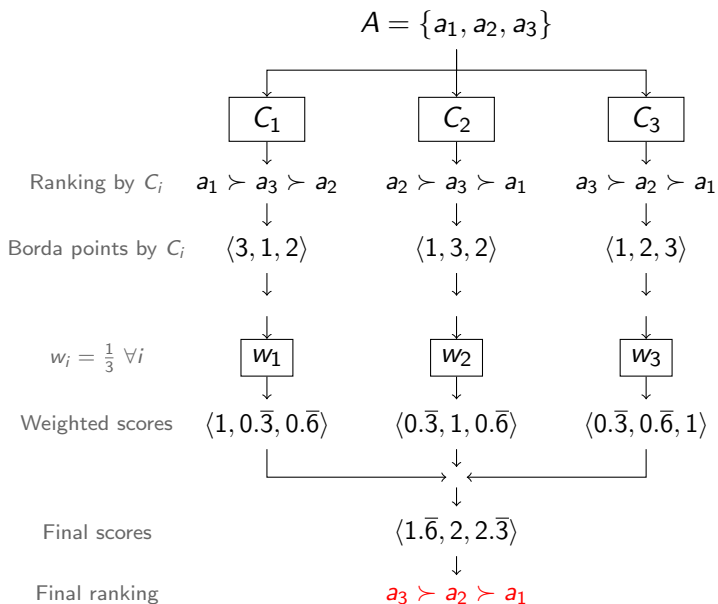 A = {a₁, a₂, a₃}
C₁ C₂ C₃
Ranking by Cᵢ a₁ ≻ a₃ ≻ a₂ a₂ ≻ a₃ ≻ a₁ a₃ ≻ a₂ ≻ a₁
Borda points by Cᵢ ⟨3, 1, 2⟩ ⟨1, 3, 2⟩ ⟨1, 2, 3⟩
wᵢ = 1/3 ∀i w₁ w₂ w₃
Weighted scores ⟨1, 0.3̅, 0.6̅⟩ ⟨0.3̅, 1, 0.6̅⟩ ⟨0.3̅, 0.6̅, 1⟩
Final scores ⟨1.6̅, 2, 2.3̅⟩
Final ranking a₃ ≻ a₂ ≻ a₁